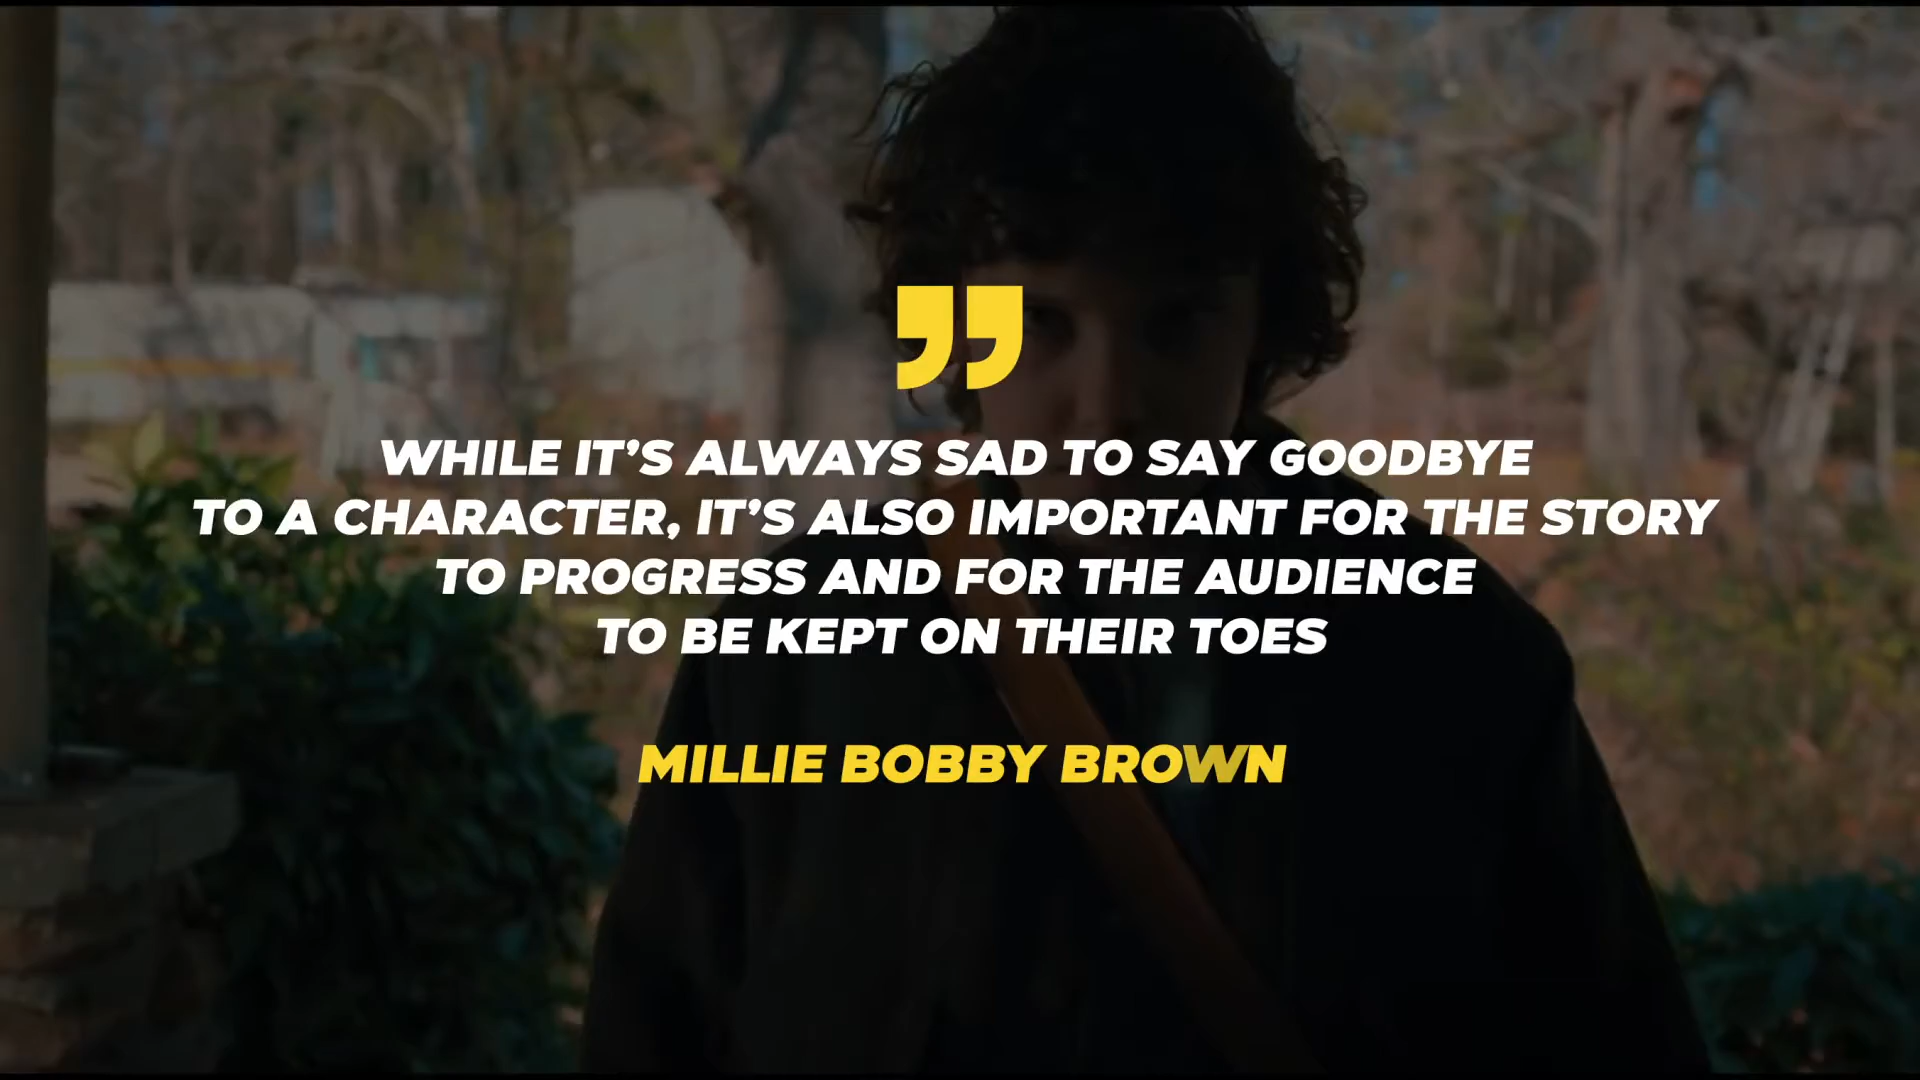 ”
WHILE IT’S ALWAYS SAD TO SAY GOODBYE
TO A CHARACTER, IT’S ALSO IMPORTANT FOR THE STORY
TO PROGRESS AND FOR THE AUDIENCE
TO BE KEPT ON THEIR TOES
MILLIE BOBBY BROWN